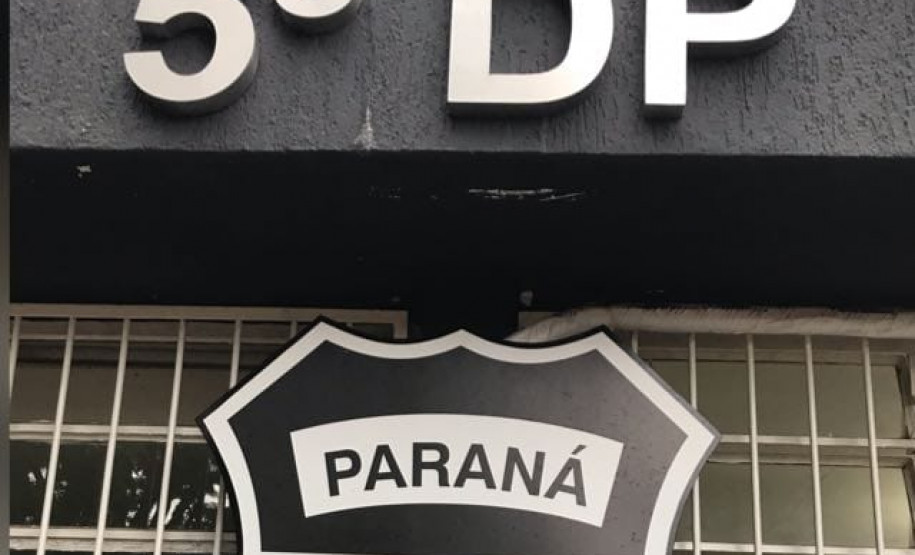 5º DP
PARANÁ